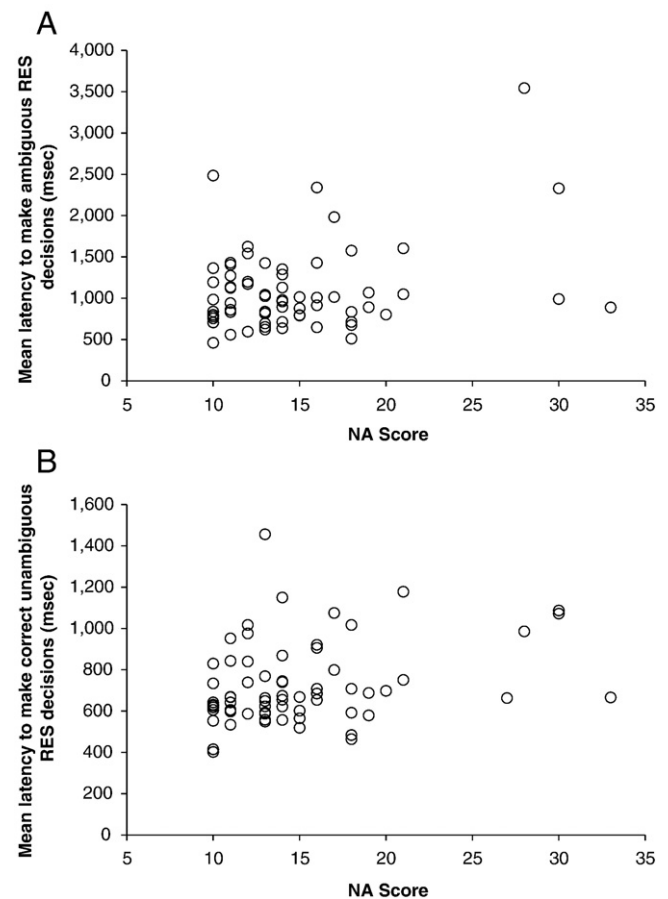 A
4,000
3,500
3,000
2,500
2,000
1,500
1,000
500
0
Mean latency to make ambiguous RES
decisions (msec)
5 10 15 20 25 30 35
NA Score
B
1,600
1,400
1,200
1,000
800
600
400
200
0
Mean latency to make correct unambiguous
RES decisions (msec)
5 10 15 20 25 30 35
NA Score